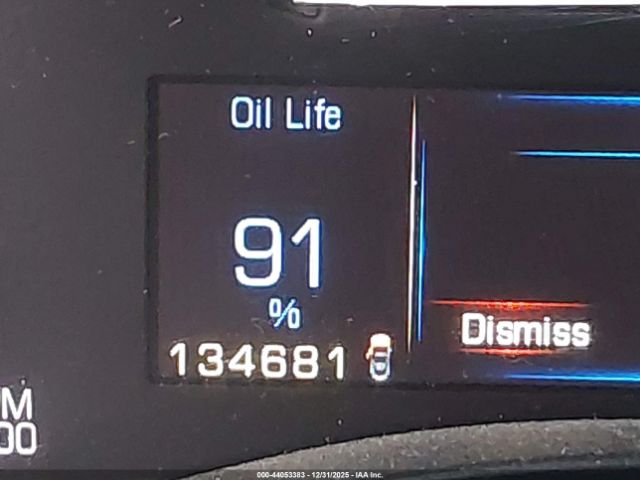 Oil Life
91
%
134681
Dismiss
00
000-44053383 - 12/31/2025 - IAA Inc.